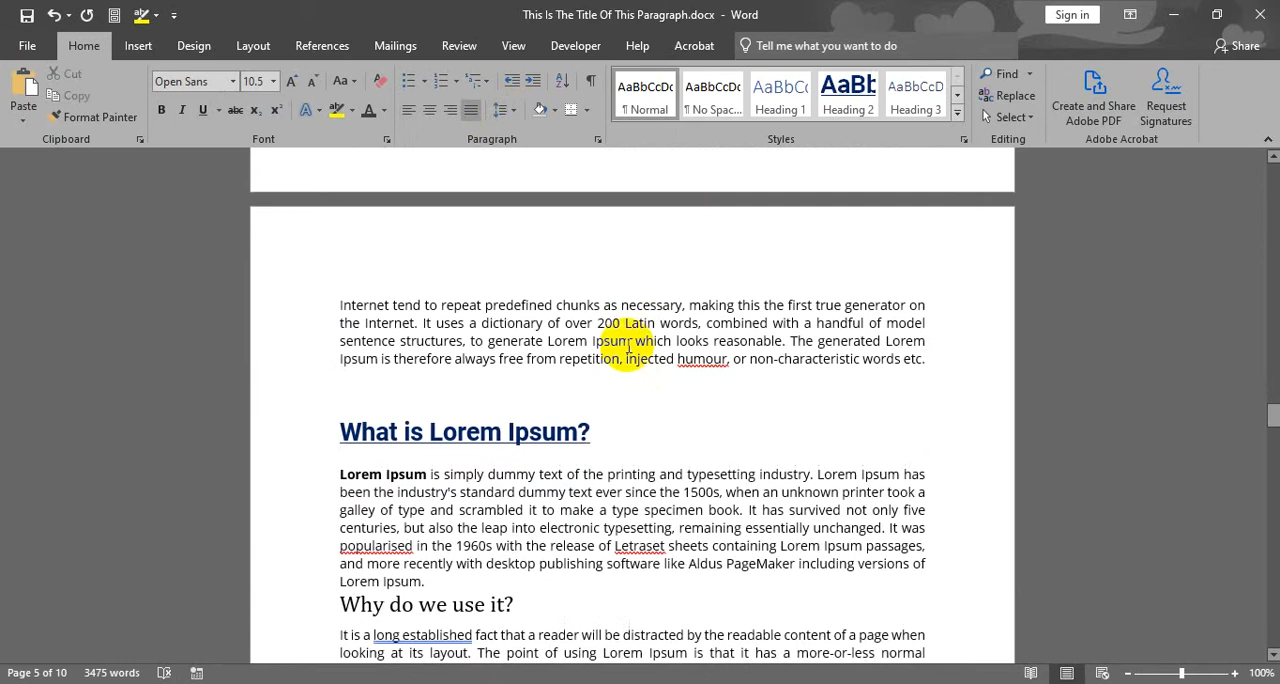 This Is The Title Of This Paragraph.docx - Word
Sign in
File Home Insert Design Layout References Mailings Review View Developer Help Acrobat Tell me what you want to do Share
Paste
Cut
Copy
Format Painter
Clipboard
Open Sans 10.5
Font
Paragraph
AaBbCcDc AaBbCcDc AaBbC AaBb AaBbCcD
¶ Normal ¶ No Spac... Heading 1 Heading 2 Heading 3
Styles
Find
Replace
Select
Editing
Create and Share
Adobe PDF
Request
Signatures
Adobe Acrobat
Internet tend to repeat predefined chunks as necessary, making this the first true generator on
the Internet. It uses a dictionary of over 200 Latin words, combined with a handful of model
sentence structures, to generate Lorem Ipsum which looks reasonable. The generated Lorem
Ipsum is therefore always free from repetition, injected humour, or non-characteristic words etc.
What is Lorem Ipsum?
Lorem Ipsum is simply dummy text of the printing and typesetting industry. Lorem Ipsum has
been the industry's standard dummy text ever since the 1500s, when an unknown printer took a
galley of type and scrambled it to make a type specimen book. It has survived not only five
centuries, but also the leap into electronic typesetting, remaining essentially unchanged. It was
popularised in the 1960s with the release of Letraset sheets containing Lorem Ipsum passages,
and more recently with desktop publishing software like Aldus PageMaker including versions of
Lorem Ipsum.
Why do we use it?
It is a long established fact that a reader will be distracted by the readable content of a page when
looking at its layout. The point of using Lorem Ipsum is that it has a more-or-less normal
Page 5 of 10 3475 words 100%